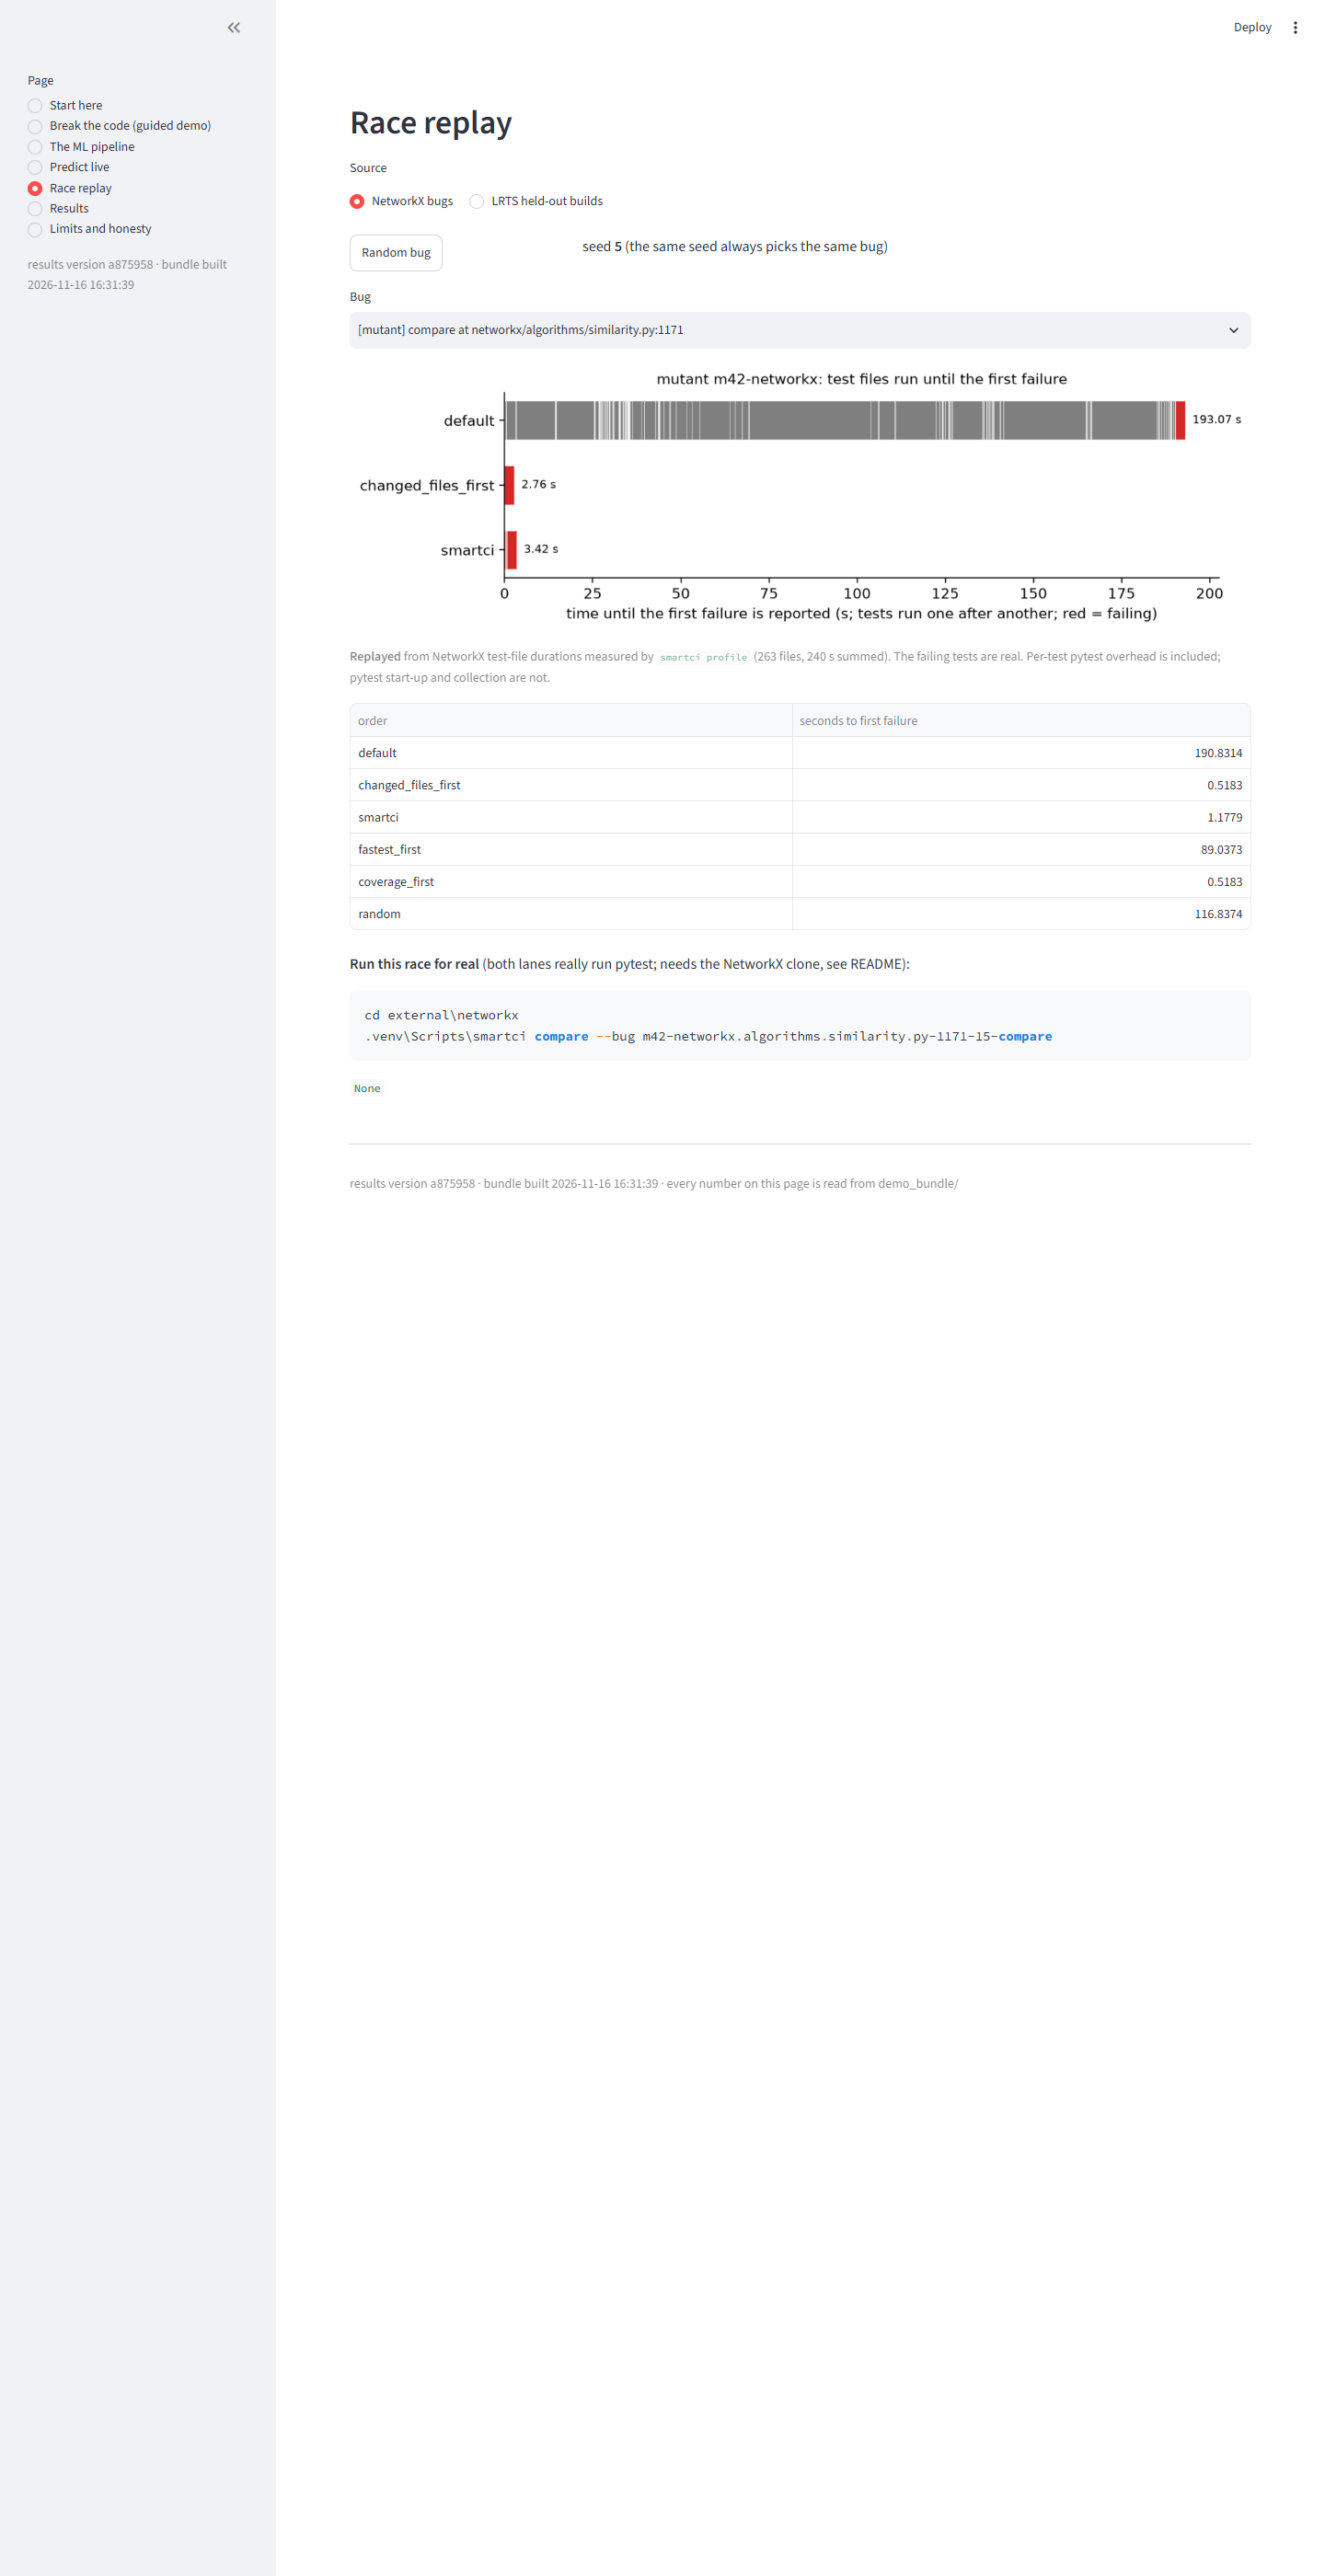 Deploy
Page
Start here
Break the code (guided demo)
The ML pipeline
Predict live
Race replay
Results
Limits and honesty
results version a875958 · bundle built
2026-11-16 16:31:39
Race replay
Source
NetworkX bugs
LRTS held-out builds
Random bug
seed 5 (the same seed always picks the same bug)
Bug
[mutant] compare at networkx/algorithms/similarity.py:1171
mutant m42-networkx: test files run until the first failure
default
193.07 s
changed_files_first
2.76 s
smartci
3.42 s
0 25 50 75 100 125 150 175 200
time until the first failure is reported (s; tests run one after another; red = failing)
Replayed from NetworkX test-file durations measured by smartci profile (263 files, 240 s summed). The failing tests are real. Per-test pytest overhead is included;
pytest start-up and collection are not.
order seconds to first failure
default 190.8314
changed_files_first 0.5183
smartci 1.1779
fastest_first 89.0373
coverage_first 0.5183
random 116.8374
Run this race for real (both lanes really run pytest; needs the NetworkX clone, see README):
cd external\networkx
.venv\Scripts\smartci compare --bug m42-networkx.algorithms.similarity.py-1171-15-compare
None
results version a875958 · bundle built 2026-11-16 16:31:39 · every number on this page is read from demo_bundle/